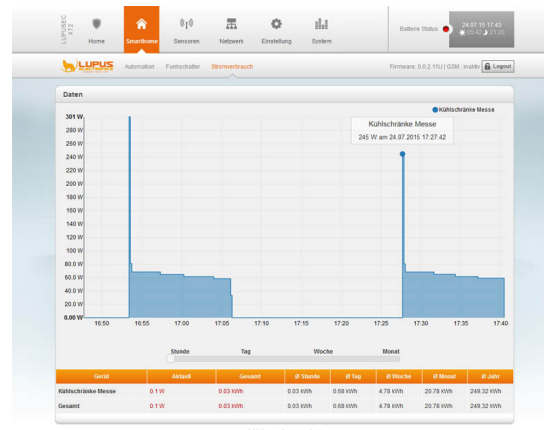 LUPUSEC
XT2
Home
Smarthome
Sensoren
Netzwerk
Einstellung
System
Batterie Status
24.07.15 17:43
05:42 21:20
LUPUS
ELECTRONICS
Automation Funkschalter Stromverbrauch
Firmware: 0.0.2.11U | GSM : inaktiv Logout
Daten
Kühlschränke Messe
Kühlschränke Messe
245 W am 24.07.2015 17:27:42
301 W
280 W
260 W
240 W
220 W
200 W
180 W
160 W
140 W
120 W
100 W
80.0 W
60.0 W
40.0 W
20.0 W
0.00 W
16:50 16:55 17:00 17:05 17:10 17:15 17:20 17:25 17:30 17:35 17:40
Stunde Tag Woche Monat
Gerät Aktuell Gesamt Ø Stunde Ø Tag Ø Woche Ø Monat Ø Jahr
Kühlschränke Messe 0.1 W 0.03 kWh 0.03 kWh 0.68 kWh 4.78 kWh 20.78 kWh 249.32 kWh
Gesamt 0.1 W 0.03 kWh 0.03 kWh 0.68 kWh 4.78 kWh 20.78 kWh 249.32 kWh